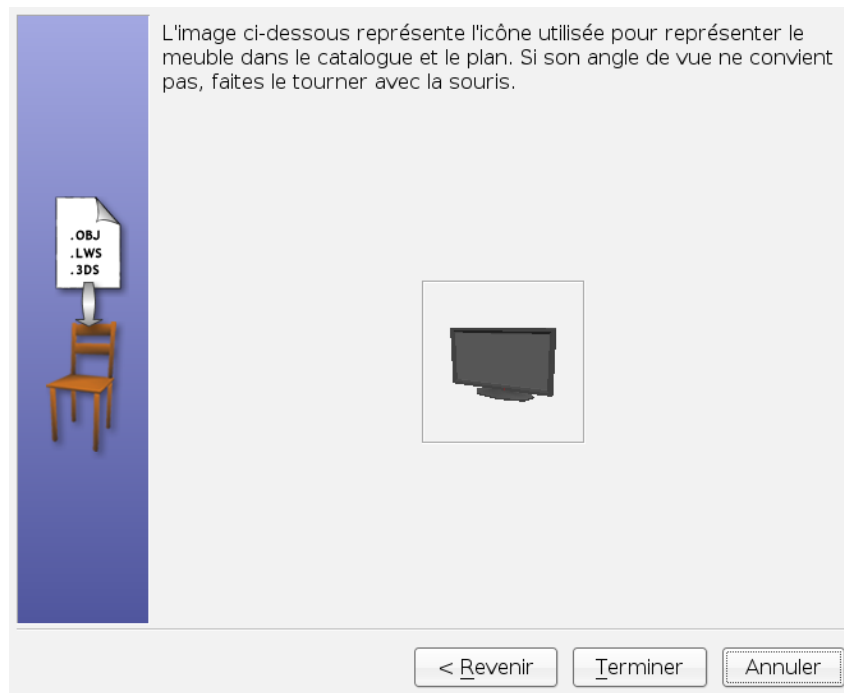 L'image ci-dessous représente l'icône utilisée pour représenter le
meuble dans le catalogue et le plan. Si son angle de vue ne convient
pas, faites le tourner avec la souris.
.OBJ
.LWS
.3DS
< Revenir
Terminer
Annuler